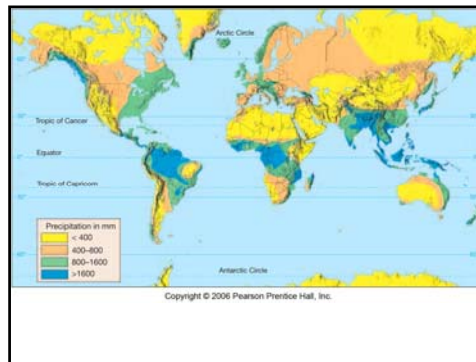 Arctic Circle
Tropic of Cancer
Equator
Tropic of Capricorn
Precipitation in mm
< 400
400–800
800–1600
>1600
Antarctic Circle
Copyright © 2006 Pearson Prentice Hall, Inc.